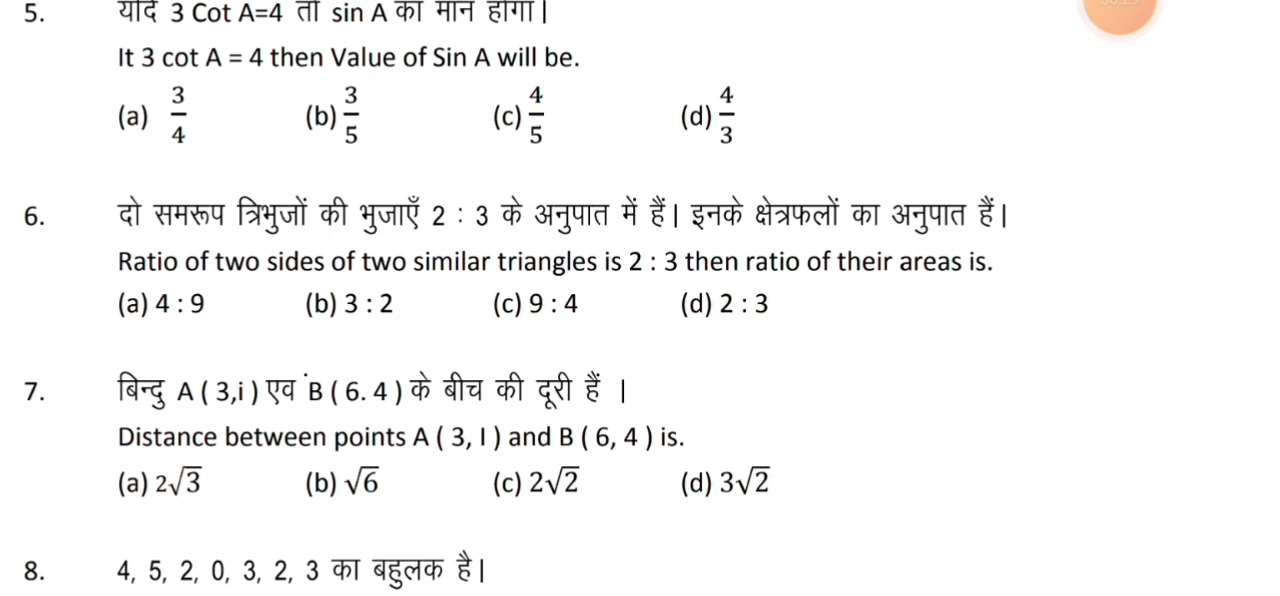 5. यदि 3 Cot A=4 तो sin A का मान होगा|
It 3 cot A = 4 then Value of Sin A will be.
(a) 3/4 (b) 3/5 (c) 4/5 (d) 4/3
6. दो समरूप त्रिभुजों की भुजाएँ 2 : 3 के अनुपात में हैं| इनके क्षेत्रफलों का अनुपात हैं|
Ratio of two sides of two similar triangles is 2 : 3 then ratio of their areas is.
(a) 4 : 9 (b) 3 : 2 (c) 9 : 4 (d) 2 : 3
7. बिन्दु A ( 3,i ) एव ंB ( 6. 4 ) के बीच की दूरी हैं |
Distance between points A ( 3, I ) and B ( 6, 4 ) is.
(a) 2√3 (b) √6 (c) 2√2 (d) 3√2
8. 4, 5, 2, 0, 3, 2, 3 का बहुलक है|